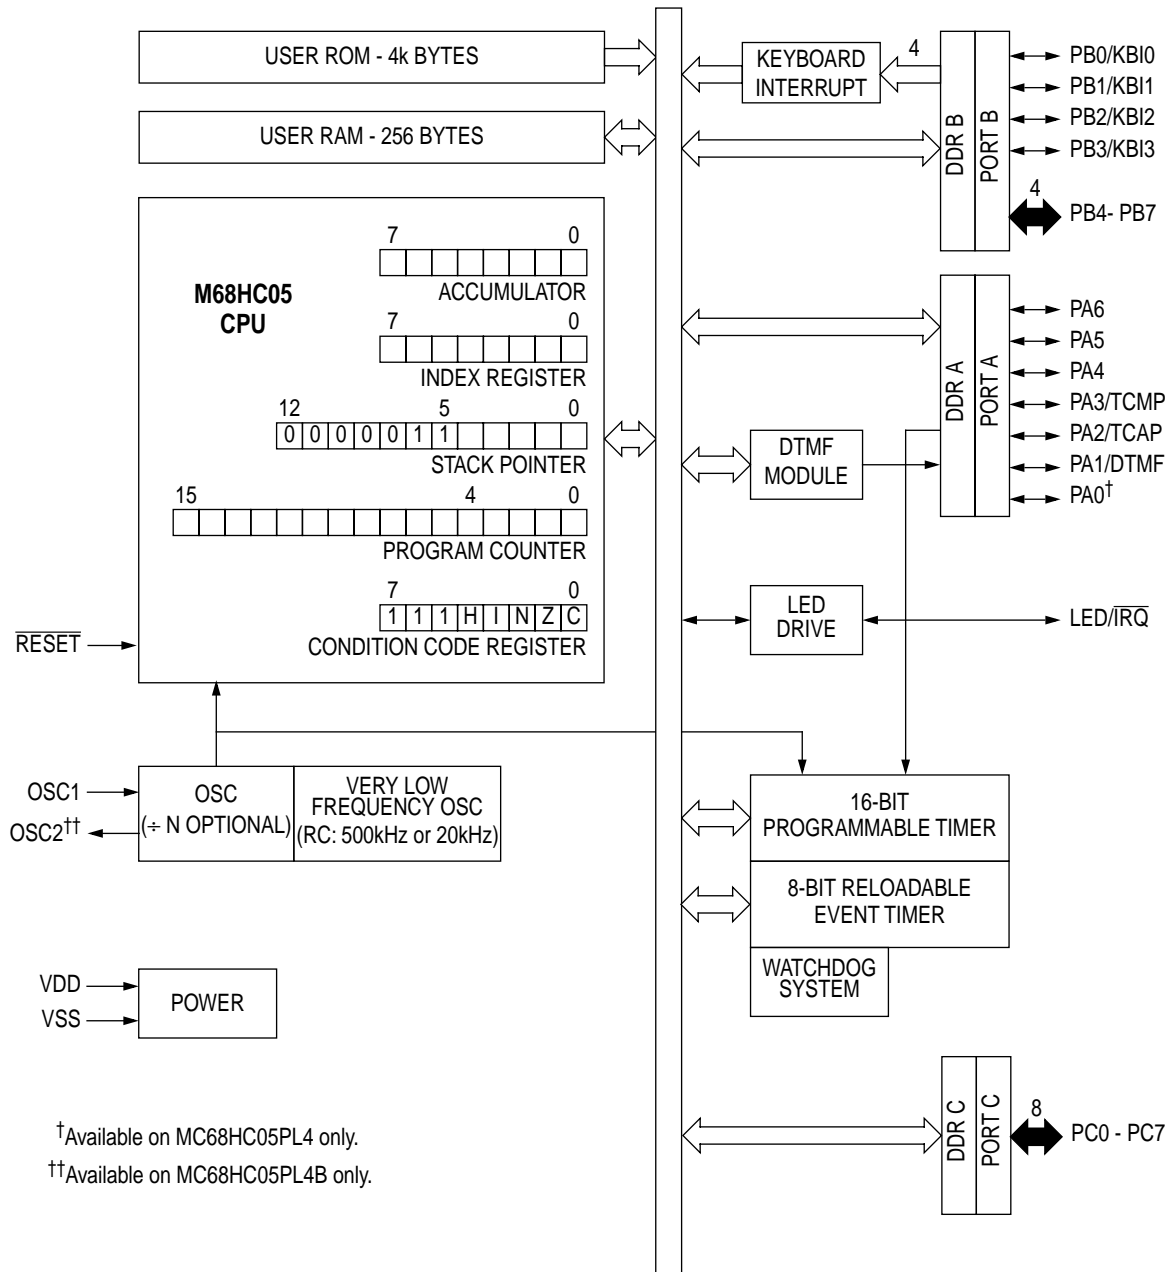 USER ROM - 4k BYTES
USER RAM - 256 BYTES
M68HC05
CPU
7 0
ACCUMULATOR
7 0
INDEX REGISTER
12 5 0
0 0 0 0 0 1 1
STACK POINTER
15 4 0
PROGRAM COUNTER
7 0
1 1 1 H I N Z C
CONDITION CODE REGISTER
RESET
OSC1
OSC2††
OSC
(÷ N OPTIONAL)
VERY LOW
FREQUENCY OSC
(RC: 500kHz or 20kHz)
VDD
VSS
POWER
†Available on MC68HC05PL4 only.
††Available on MC68HC05PL4B only.
KEYBOARD
INTERRUPT
4
DDR B
PORT B
PB0/KBI0
PB1/KBI1
PB2/KBI2
PB3/KBI3
4
PB4- PB7
DDR A
PORT A
PA6
PA5
PA4
PA3/TCMP
PA2/TCAP
PA1/DTMF
PA0†
DTMF
MODULE
LED
DRIVE
LED/IRQ
16-BIT
PROGRAMMABLE TIMER
8-BIT RELOADABLE
EVENT TIMER
WATCHDOG
SYSTEM
DDR C
PORT C
8
PC0 - PC7